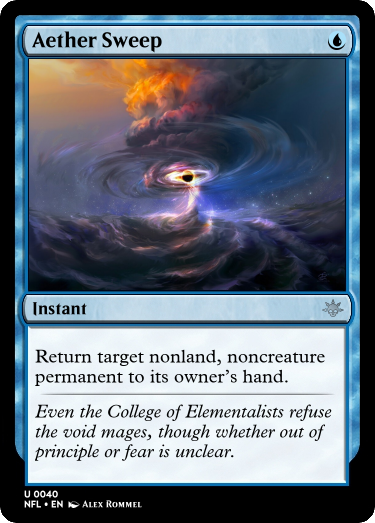 Aether Sweep
Instant
Return target nonland, noncreature
permanent to its owner's hand.
Even the College of Elementalists refuse
the void mages, though whether out of
principle or fear is unclear.
U 0040
NFL • EN Alex Rommel